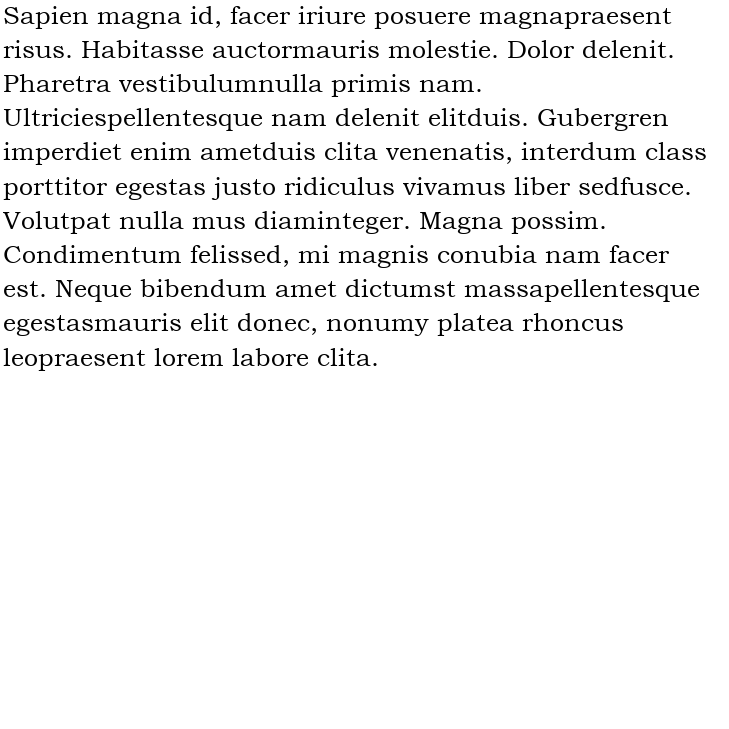 Sapien magna id, facer iriure posuere magnapraesent
risus. Habitasse auctormauris molestie. Dolor delenit.
Pharetra vestibulumnulla primis nam.
Ultriciespellentesque nam delenit elitduis. Gubergren
imperdiet enim ametduis clita venenatis, interdum class
porttitor egestas justo ridiculus vivamus liber sedfusce.
Volutpat nulla mus diaminteger. Magna possim.
Condimentum felissed, mi magnis conubia nam facer
est. Neque bibendum amet dictumst massapellentesque
egestasmauris elit donec, nonumy platea rhoncus
leopraesent lorem labore clita.